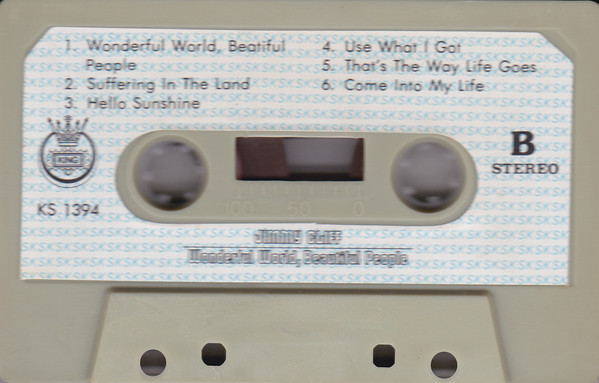 1. Wonderful World, Beatiful
People
2. Suffering In The Land
3. Hello Sunshine
4. Use What I Got
5. That's The Way Life Goes
6. Come Into My Life
KING
KS 1394
B
STEREO
100 50 0
Jimmy CLIFF
Wonderful World, Beautiful People